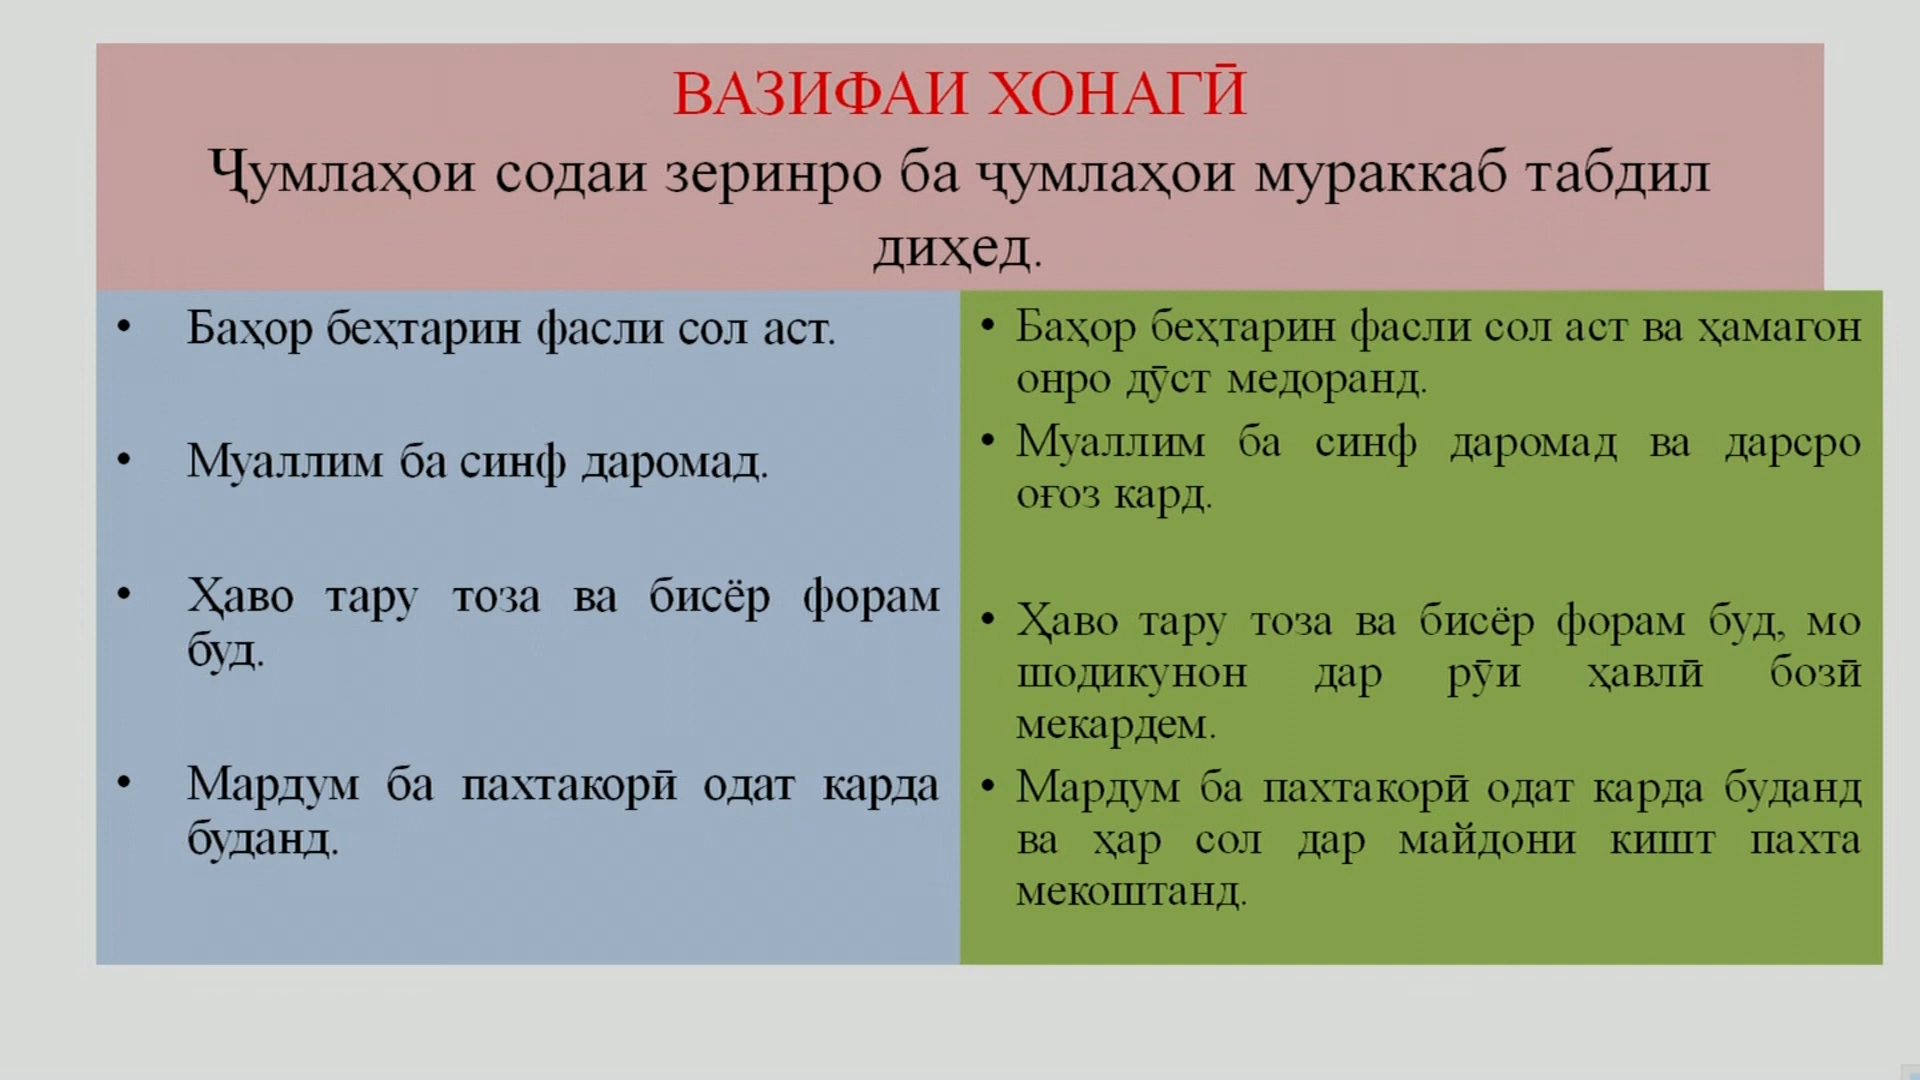 ВАЗИФАИ ХОНАГӢ
Ҷумлаҳои содаи зеринро ба ҷумлаҳои мураккаб табдил
диҳед.
• Баҳор беҳтарин фасли сол аст.
• Муаллим ба синф даромад.
• Ҳаво тару тоза ва бисёр форам
буд.
• Мардум ба пахтакорӣ одат карда
буданд.
• Баҳор беҳтарин фасли сол аст ва ҳамагон
онро дӯст медоранд.
• Муаллим ба синф даромад ва дарсро
оғоз кард.
• Ҳаво тару тоза ва бисёр форам буд, мо
шодикунон дар рӯи ҳавлӣ бозӣ
мекардем.
• Мардум ба пахтакорӣ одат карда буданд
ва ҳар сол дар майдони кишт пахта
мекоштанд.